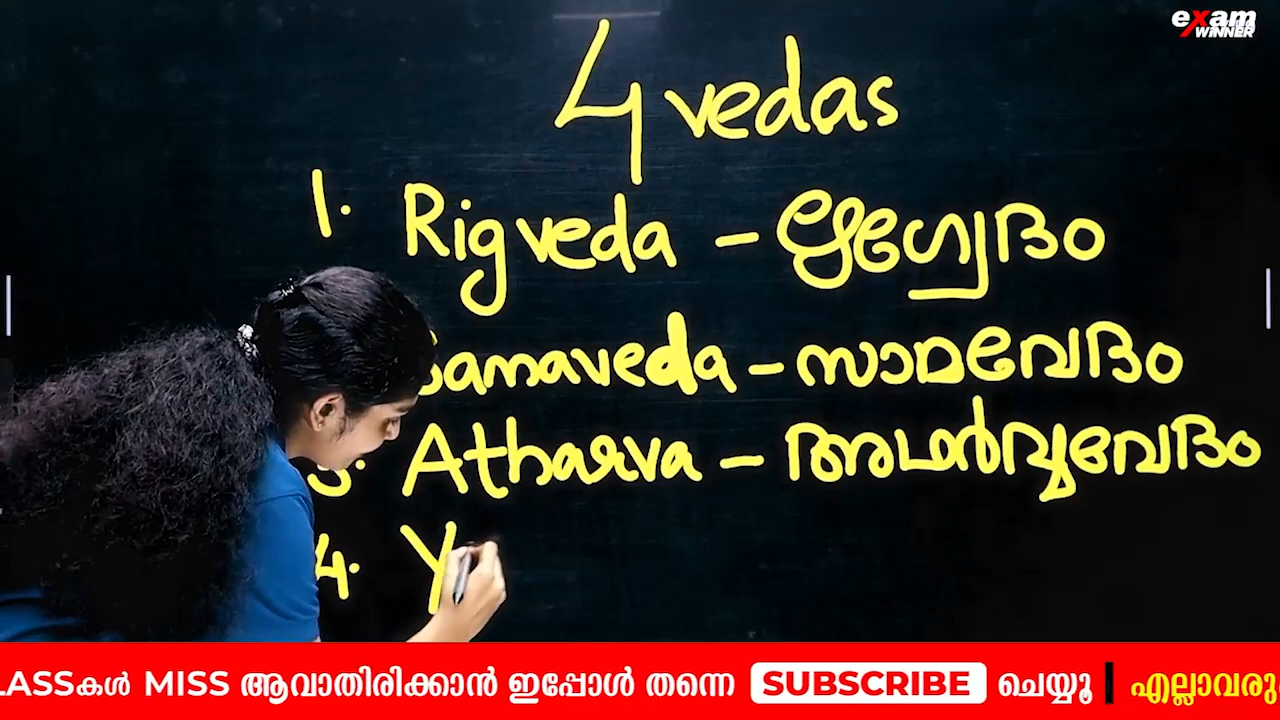 exam
WINNER
4 vedas
1. Rigveda - ഋഗ്വേദം
Samaveda - സാമവേദം
3. Atharva - അഥർവ്വവേദം
4. Y
LASSകൾ MISS ആവാതിരിക്കാൻ ഇപ്പോൾ തന്നെ SUBSCRIBE ചെയ്യൂ | എല്ലാവരു